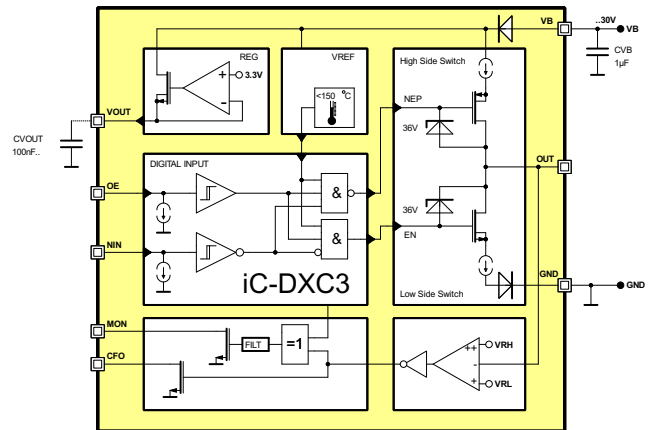 VB
..30V
VB
CVB
1µF
REG
3.3V
+
-
VREF
<150 °C
High Side Switch
NEP
36V
VOUT
CVOUT
100nF..
DIGITAL INPUT
OE
NIN
&
&
iC-DXC3
36V
EN
Low Side Switch
OUT
GND
GND
MON
CFO
FILT
=1
++
-
+
VRH
VRL